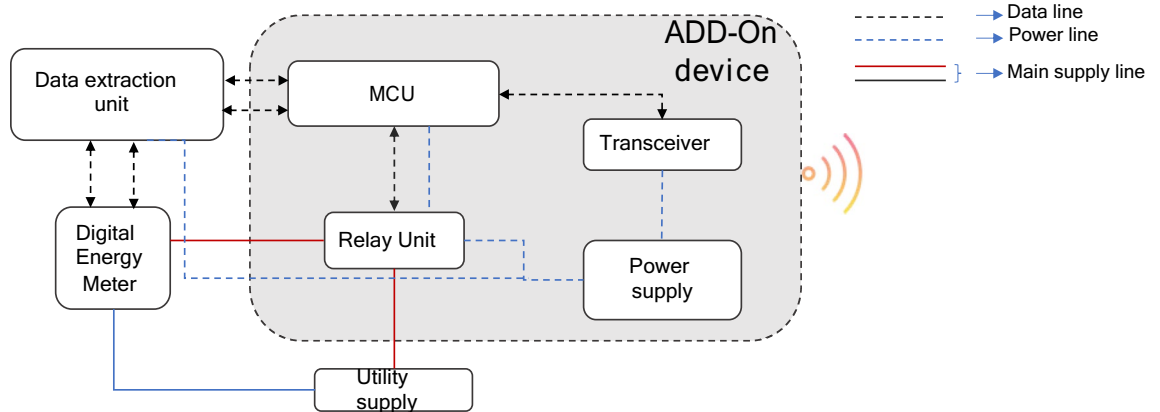 ADD-On
device
Data line
Power line
Main supply line
Data extraction
unit
MCU
Transceiver
Digital
Energy
Meter
Relay Unit
Power
supply
Utility
supply